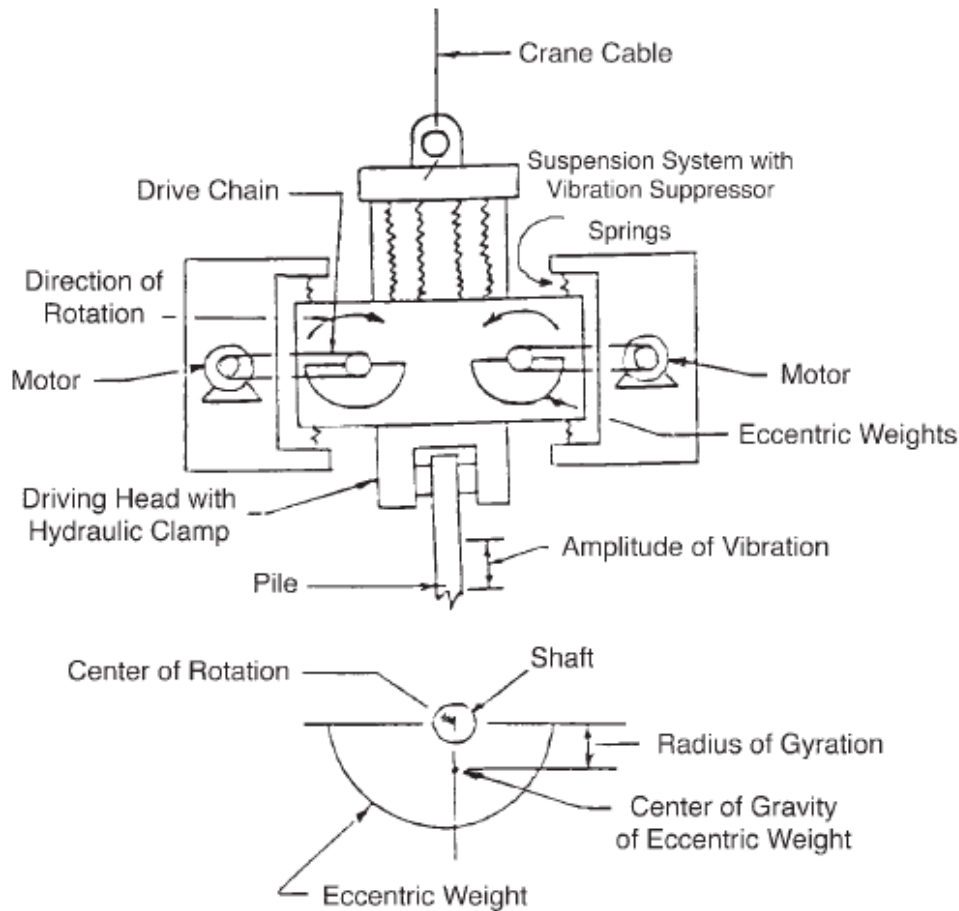 Crane Cable
Suspension System with
Vibration Suppressor
Drive Chain
Springs
Direction of
Rotation
Motor
Motor
Eccentric Weights
Driving Head with
Hydraulic Clamp
Amplitude of Vibration
Pile
Center of Rotation
Shaft
Radius of Gyration
Center of Gravity
of Eccentric Weight
Eccentric Weight